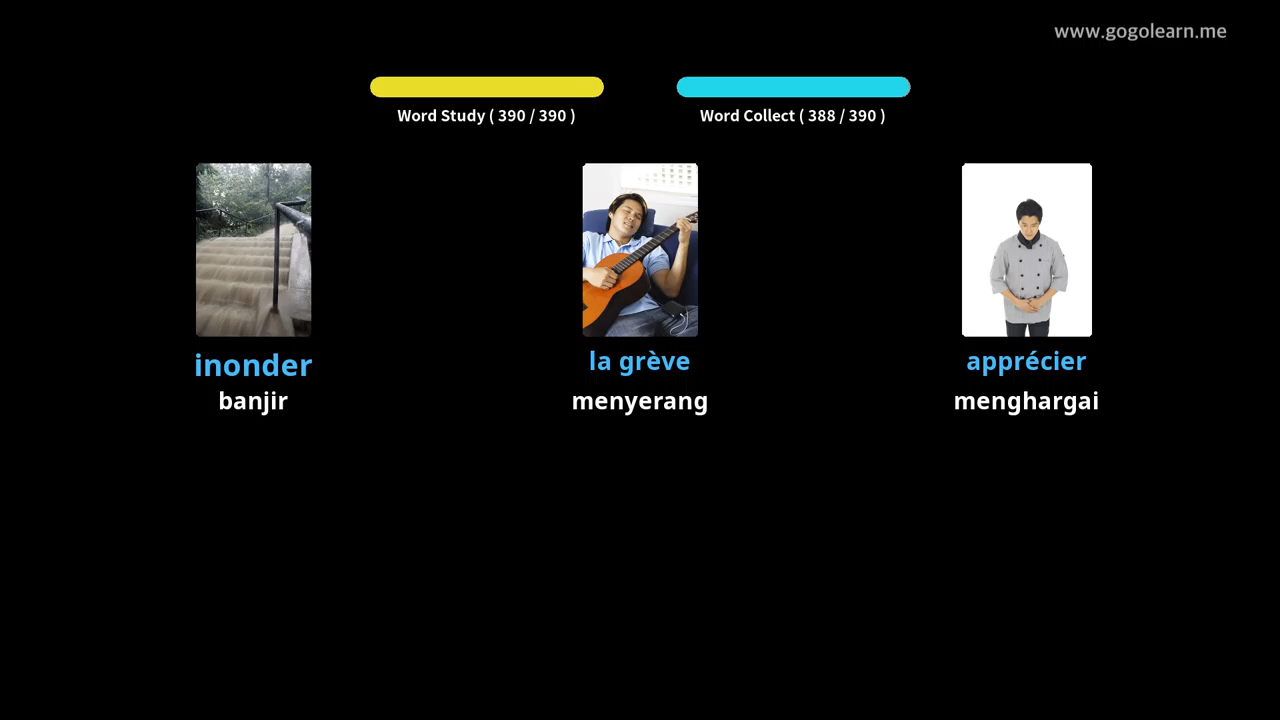 www.gogolearn.me
Word Study ( 390 / 390 )
Word Collect ( 388 / 390 )
inonder
banjir
la grève
menyerang
apprécier
menghargai